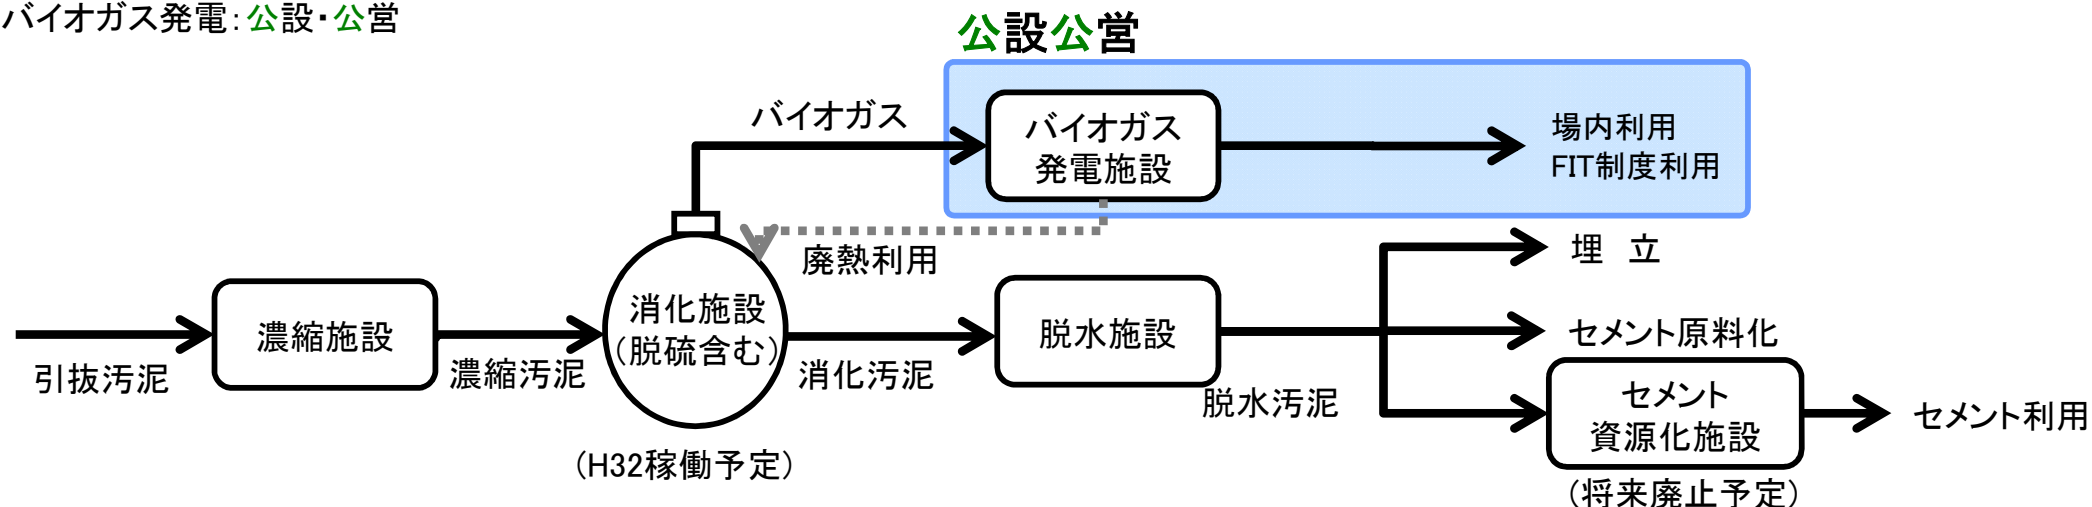 バイオガス発電：公設・公営
公設公営
バイオガス
バイオガス
発電施設
場内利用
FIT制度利用
廃熱利用
引抜汚泥
濃縮施設
濃縮汚泥
消化施設
（脱硫含む）
（H32稼働予定）
消化汚泥
脱水施設
脱水汚泥
埋　立
セメント原料化
セメント
資源化施設
（将来廃止予定）
セメント利用